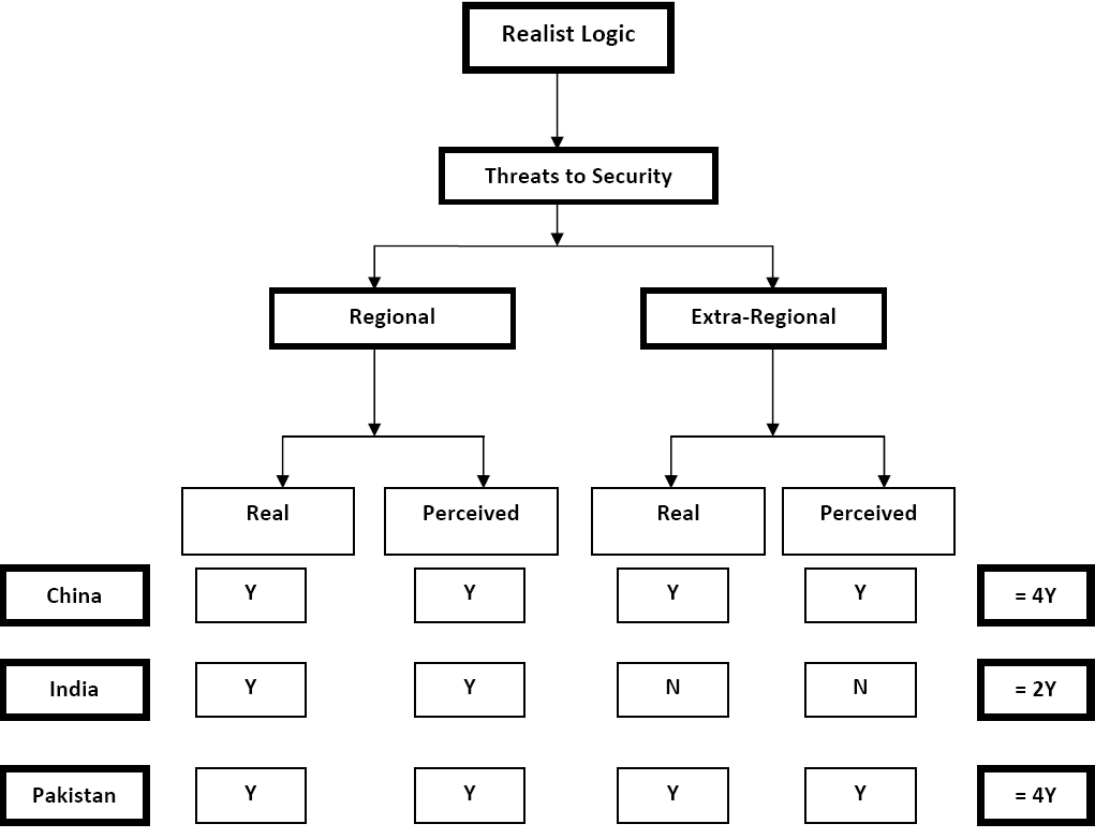 Realist Logic
Threats to Security
Regional
Extra-Regional
Real
Perceived
Real
Perceived
China
Y
Y
Y
Y
= 4Y
India
Y
Y
N
N
= 2Y
Pakistan
Y
Y
Y
Y
= 4Y